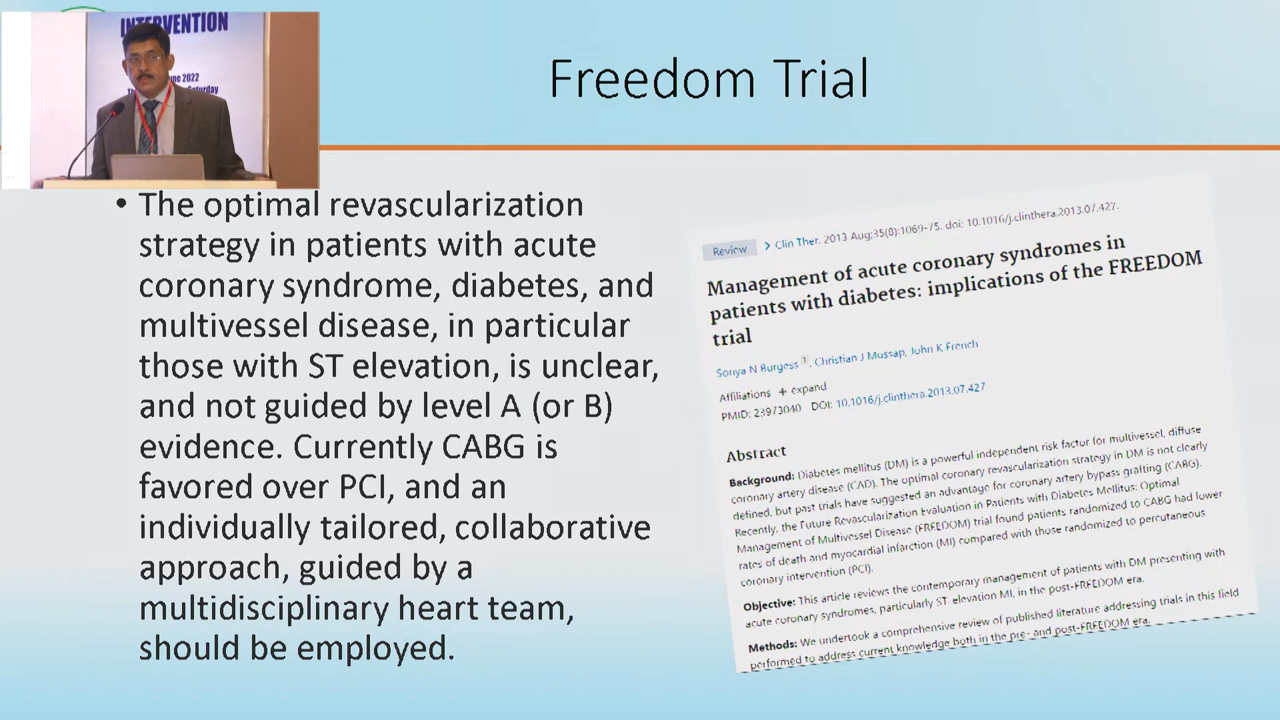 INTERVENTION
June 2022
Freedom Trial
• The optimal revascularization
strategy in patients with acute
coronary syndrome, diabetes, and
multivessel disease, in particular
those with ST elevation, is unclear,
and not guided by level A (or B)
evidence. Currently CABG is
favored over PCI, and an
individually tailored, collaborative
approach, guided by a
multidisciplinary heart team,
should be employed.
Review > Clin Ther. 2013 Aug;35(8):1069-75. doi: 10.1016/j.clinthera.2013.07.427.
Management of acute coronary syndromes in
patients with diabetes: implications of the FREEDOM
trial
Sonya N Burgess 1, Christian J Mussap, John K French
Affiliations + expand
PMID: 23973040 DOI: 10.1016/j.clinthera.2013.07.427
Abstract
Background: Diabetes mellitus (DM) is a powerful independent risk factor for multivessel, diffuse
coronary artery disease (CAD). The optimal coronary revascularization strategy in DM is not clearly
defined, but past trials have suggested an advantage for coronary artery bypass grafting (CABG).
Recently, the Future Revascularization Evaluation in Patients with Diabetes Mellitus: Optimal
Management of Multivessel Disease (FREEDOM) trial found patients randomized to CABG had lower
rates of death and myocardial infarction (MI) compared with those randomized to percutaneous
coronary intervention (PCI).
Objective: This article reviews the contemporary management of patients with DM presenting with
acute coronary syndromes, particularly ST-elevation MI, in the post-FREEDOM era.
Methods: We undertook a comprehensive review of published literature addressing trials in this field
performed to address current knowledge both in the pre- and post-FREEDOM era.